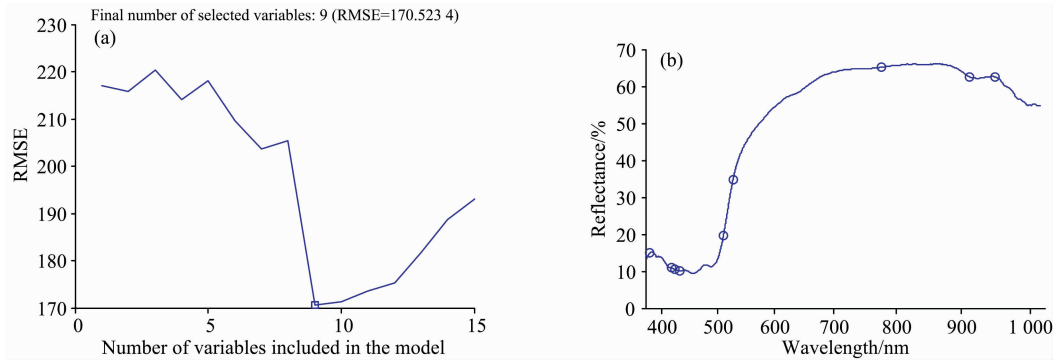 Final number of selected variables: 9 (RMSE=170.523 4)
(a)
230
220
210
200
190
180
170
RMSE
0 5 10 15
Number of variables included in the model
(b)
70
60
50
40
30
20
10
0
Reflectance/%
400 500 600 700 800 900 1 000
Wavelength/nm